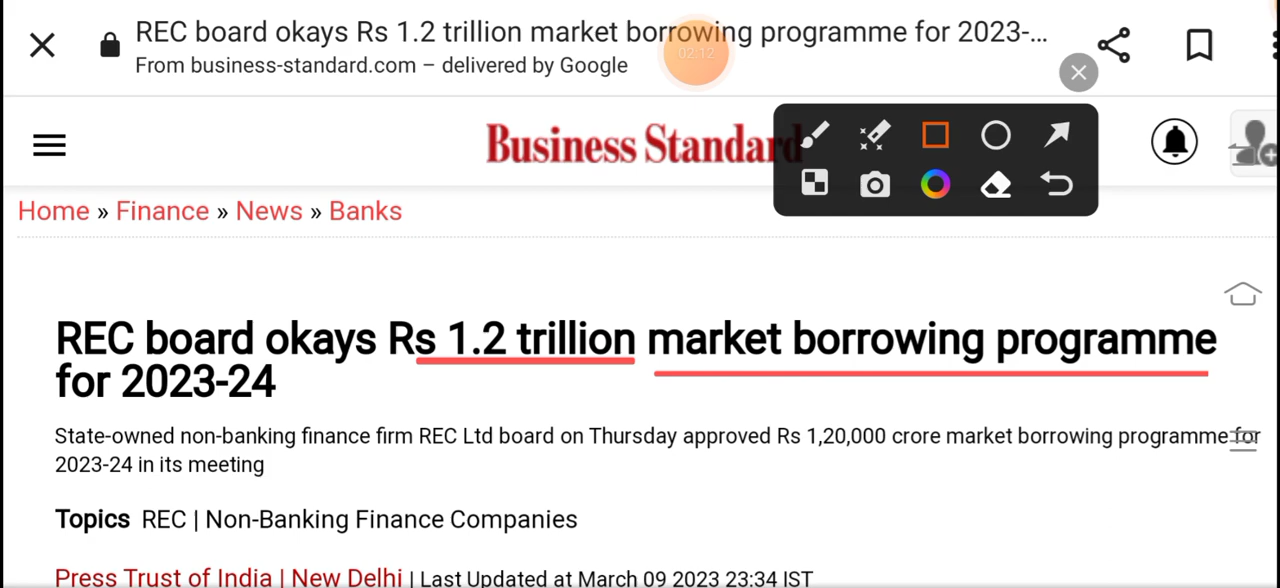 REC board okays Rs 1.2 trillion market borrowing programme for 2023-...
02:12
From business-standard.com – delivered by Google
Business Standard
Home » Finance » News » Banks
REC board okays Rs 1.2 trillion market borrowing programme
for 2023-24
State-owned non-banking finance firm REC Ltd board on Thursday approved Rs 1,20,000 crore market borrowing programme for
2023-24 in its meeting
Topics REC | Non-Banking Finance Companies
Press Trust of India | New Delhi | Last Updated at March 09 2023 23:34 IST